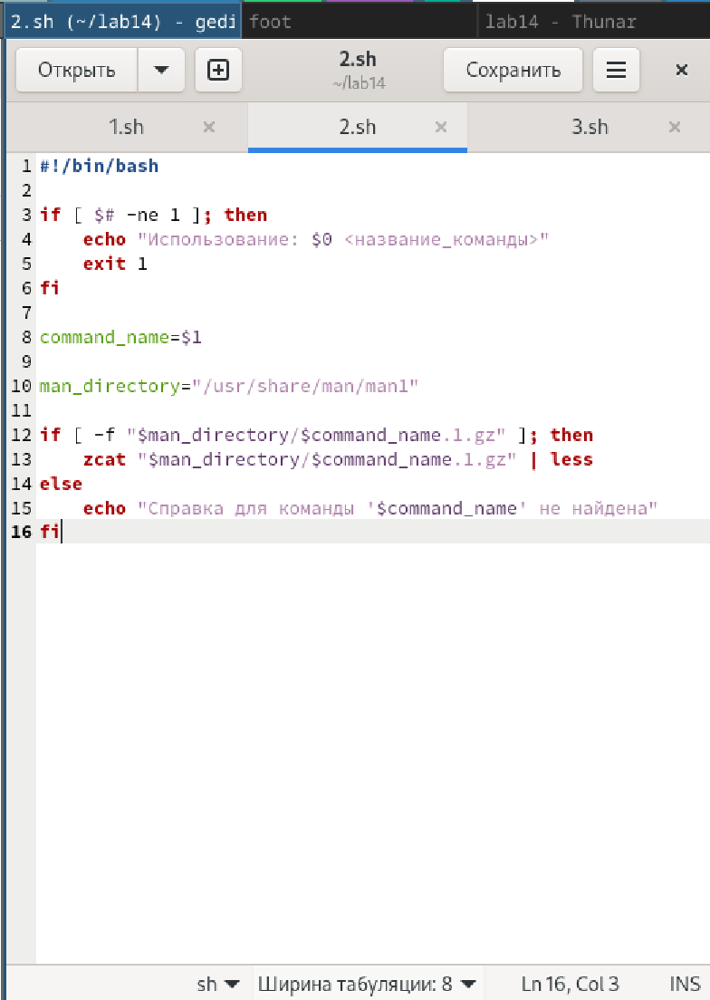 2.sh (~/lab14) - gedi
foot
lab14 - Thunar
Открыть
2.sh
~/lab14
Сохранить
1.sh
2.sh
3.sh
1 #!/bin/bash
2
3 if [ $# -ne 1 ]; then
4     echo "Использование: $0 <название_команды>"
5     exit 1
6 fi
7
8 command_name=$1
9
10 man_directory="/usr/share/man/man1"
11
12 if [ -f "$man_directory/$command_name.1.gz" ]; then
13     zcat "$man_directory/$command_name.1.gz" | less
14 else
15     echo "Справка для команды '$command_name' не найдена"
16 fi
sh
Ширина табуляции: 8
Ln 16, Col 3
INS